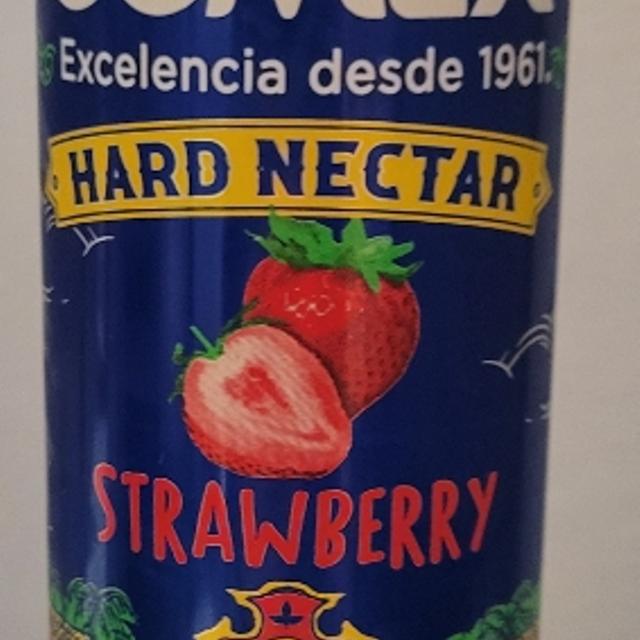 Excelencia desde 1961.
HARD NECTAR
STRAWBERRY